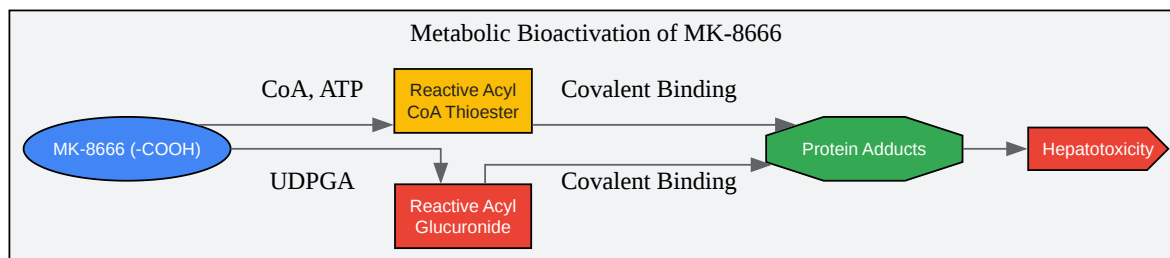 Metabolic Bioactivation of MK-8666
CoA, ATP
Reactive Acyl
CoA Thioester
Covalent Binding
MK-8666 (-COOH)
Protein Adducts
Hepatotoxicity
UDPGA
Reactive Acyl
Glucuronide
Covalent Binding